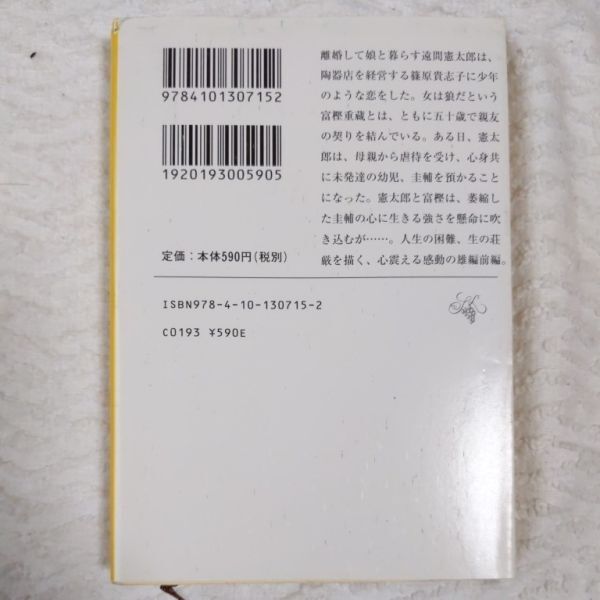 9784101307152
1920193005905
定価：本体590円(税別)
離婚して娘と暮らす遠間憲太郎は、
陶器店を経営する篠原貴志子に少年
のような恋をした。女は狼だという
富樫重蔵とは、ともに五十歳で親友
の契りを結んでいる。ある日、憲太
郎は、母親から虐待を受け、心身共
に未発達の幼児、圭輔を預かること
になった。憲太郎と富樫は、萎縮し
た圭輔の心に生きる強さを懸命に吹
き込むが……。人生の困難、生の荘
厳を描く、心震える感動の雄編前編。
ISBN978-4-10-130715-2
C0193 ¥590E